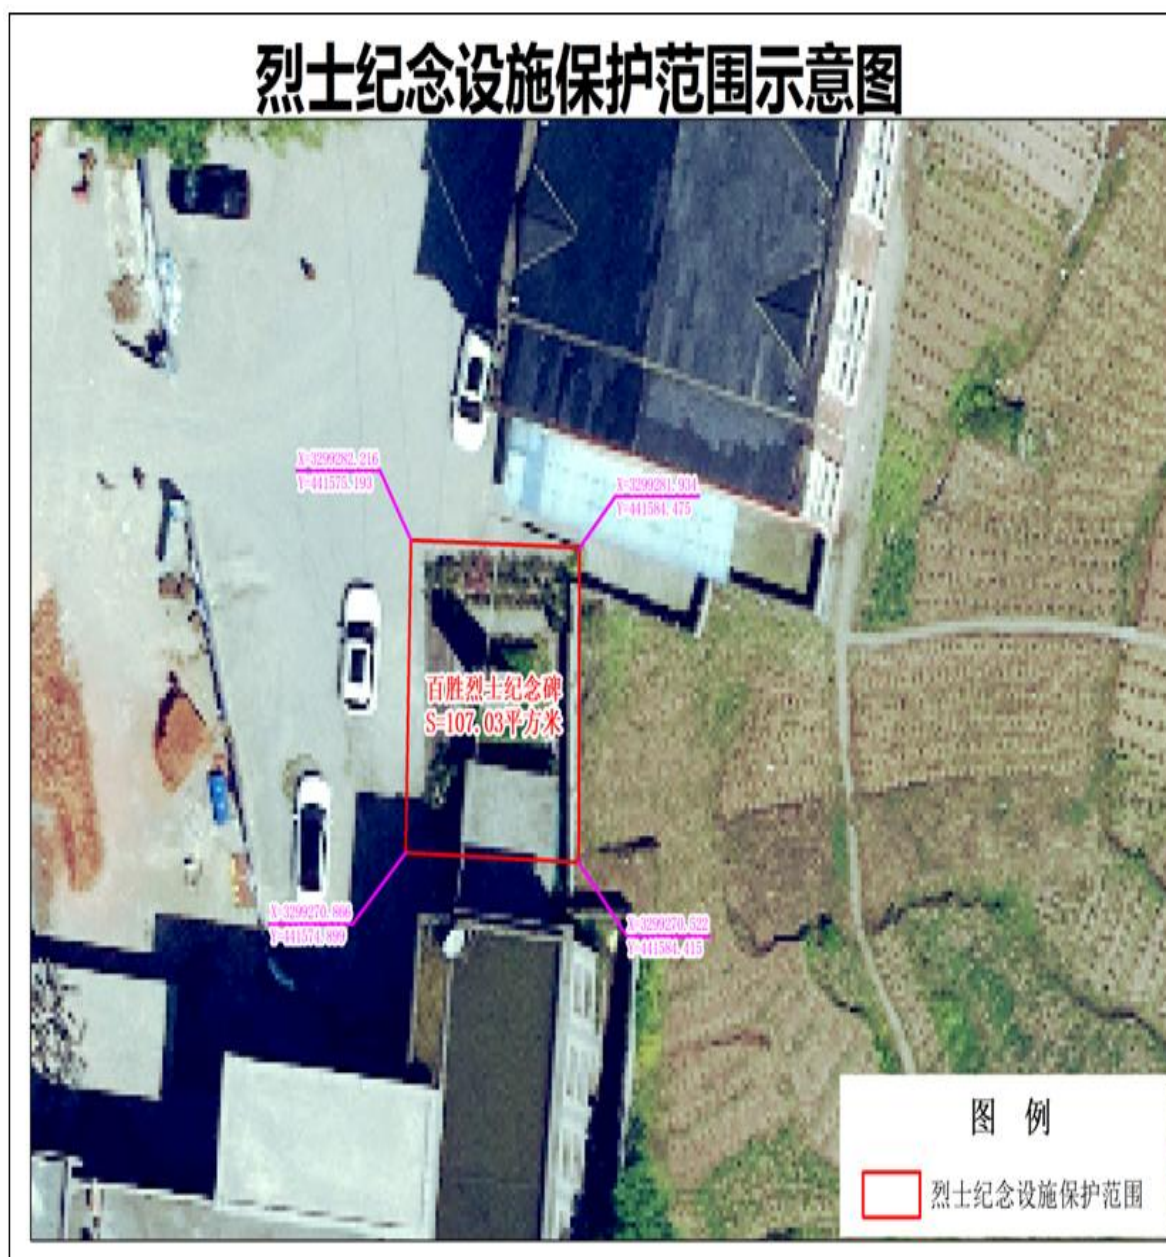 烈士纪念设施保护范围示意图
X=3299282.216
Y=441575.193
X=3299281.934
Y=441584.475
百胜烈士纪念碑
S=107.03平方米
X=3299270.866
Y=441574.899
X=3299270.522
Y=441584.415
图 例
烈士纪念设施保护范围